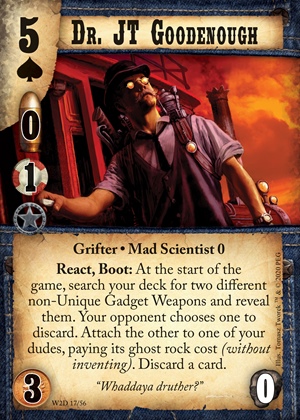 5
DR. JT GOODENOUGH
0
1
Grifter • Mad Scientist 0
React, Boot: At the start of the
game, search your deck for two different
non-Unique Gadget Weapons and reveal
them. Your opponent chooses one to
discard. Attach the other to one of your
dudes, paying its ghost rock cost (without
inventing). Discard a card.
"Whaddaya druther?"
3
W2D 17/56
0